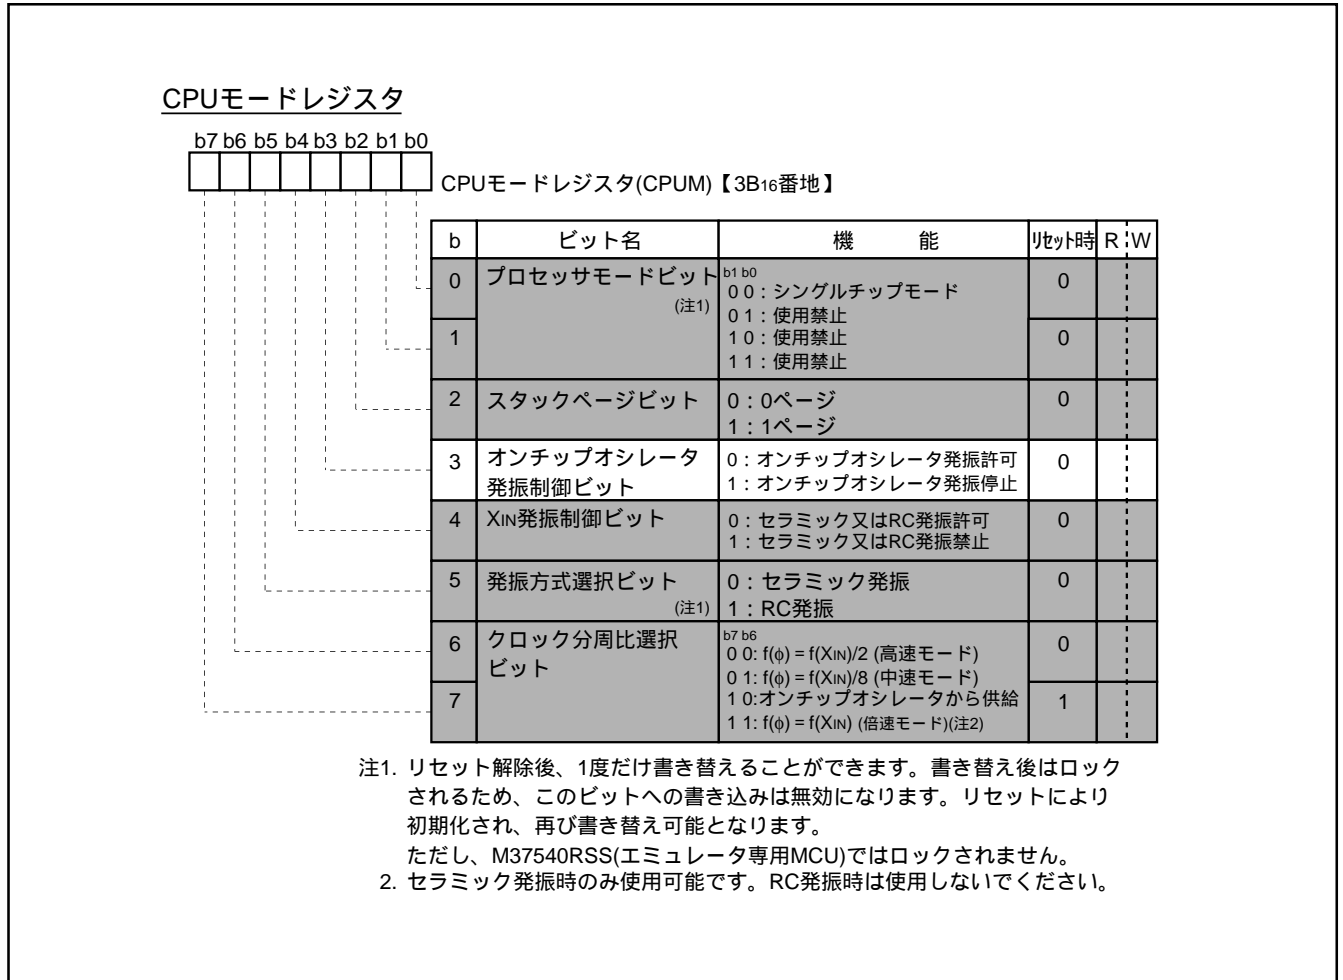 CPUモードレジスタ
b7 b6 b5 b4 b3 b2 b1 b0
CPUモードレジスタ(CPUM)【3B16番地】
b ビット名 機 能 リセット時 R W
0 プロセッサモードビット (注1) b1 b0
0 0:シングルチップモード 0
0 1:使用禁止
1 1 0:使用禁止 0
1 1:使用禁止
2 スタックページビット 0:0ページ 0
1:1ページ
3 オンチップオシレータ 0:オンチップオシレータ発振許可 0
発振制御ビット 1:オンチップオシレータ発振停止
4 XIN発振制御ビット 0:セラミック又はRC発振許可 0
1:セラミック又はRC発振禁止
5 発振方式選択ビット 0:セラミック発振 0
(注1) 1:RC発振
6 クロック分周比選択 b7 b6
ビット 0 0: f(φ) = f(XIN)/2 (高速モード) 0
0 1: f(φ) = f(XIN)/8 (中速モード)
7 1 0:オンチップオシレータから供給 1
1 1: f(φ) = f(XIN) (倍速モード)(注2)
注1. リセット解除後、1度だけ書き替えることができます。書き替え後はロック
されるため、このビットへの書き込みは無効になります。リセットにより
初期化され、再び書き替え可能となります。
ただし、M37540RSS(エミュレータ専用MCU)ではロックされません。
2. セラミック発振時のみ使用可能です。RC発振時は使用しないでください。